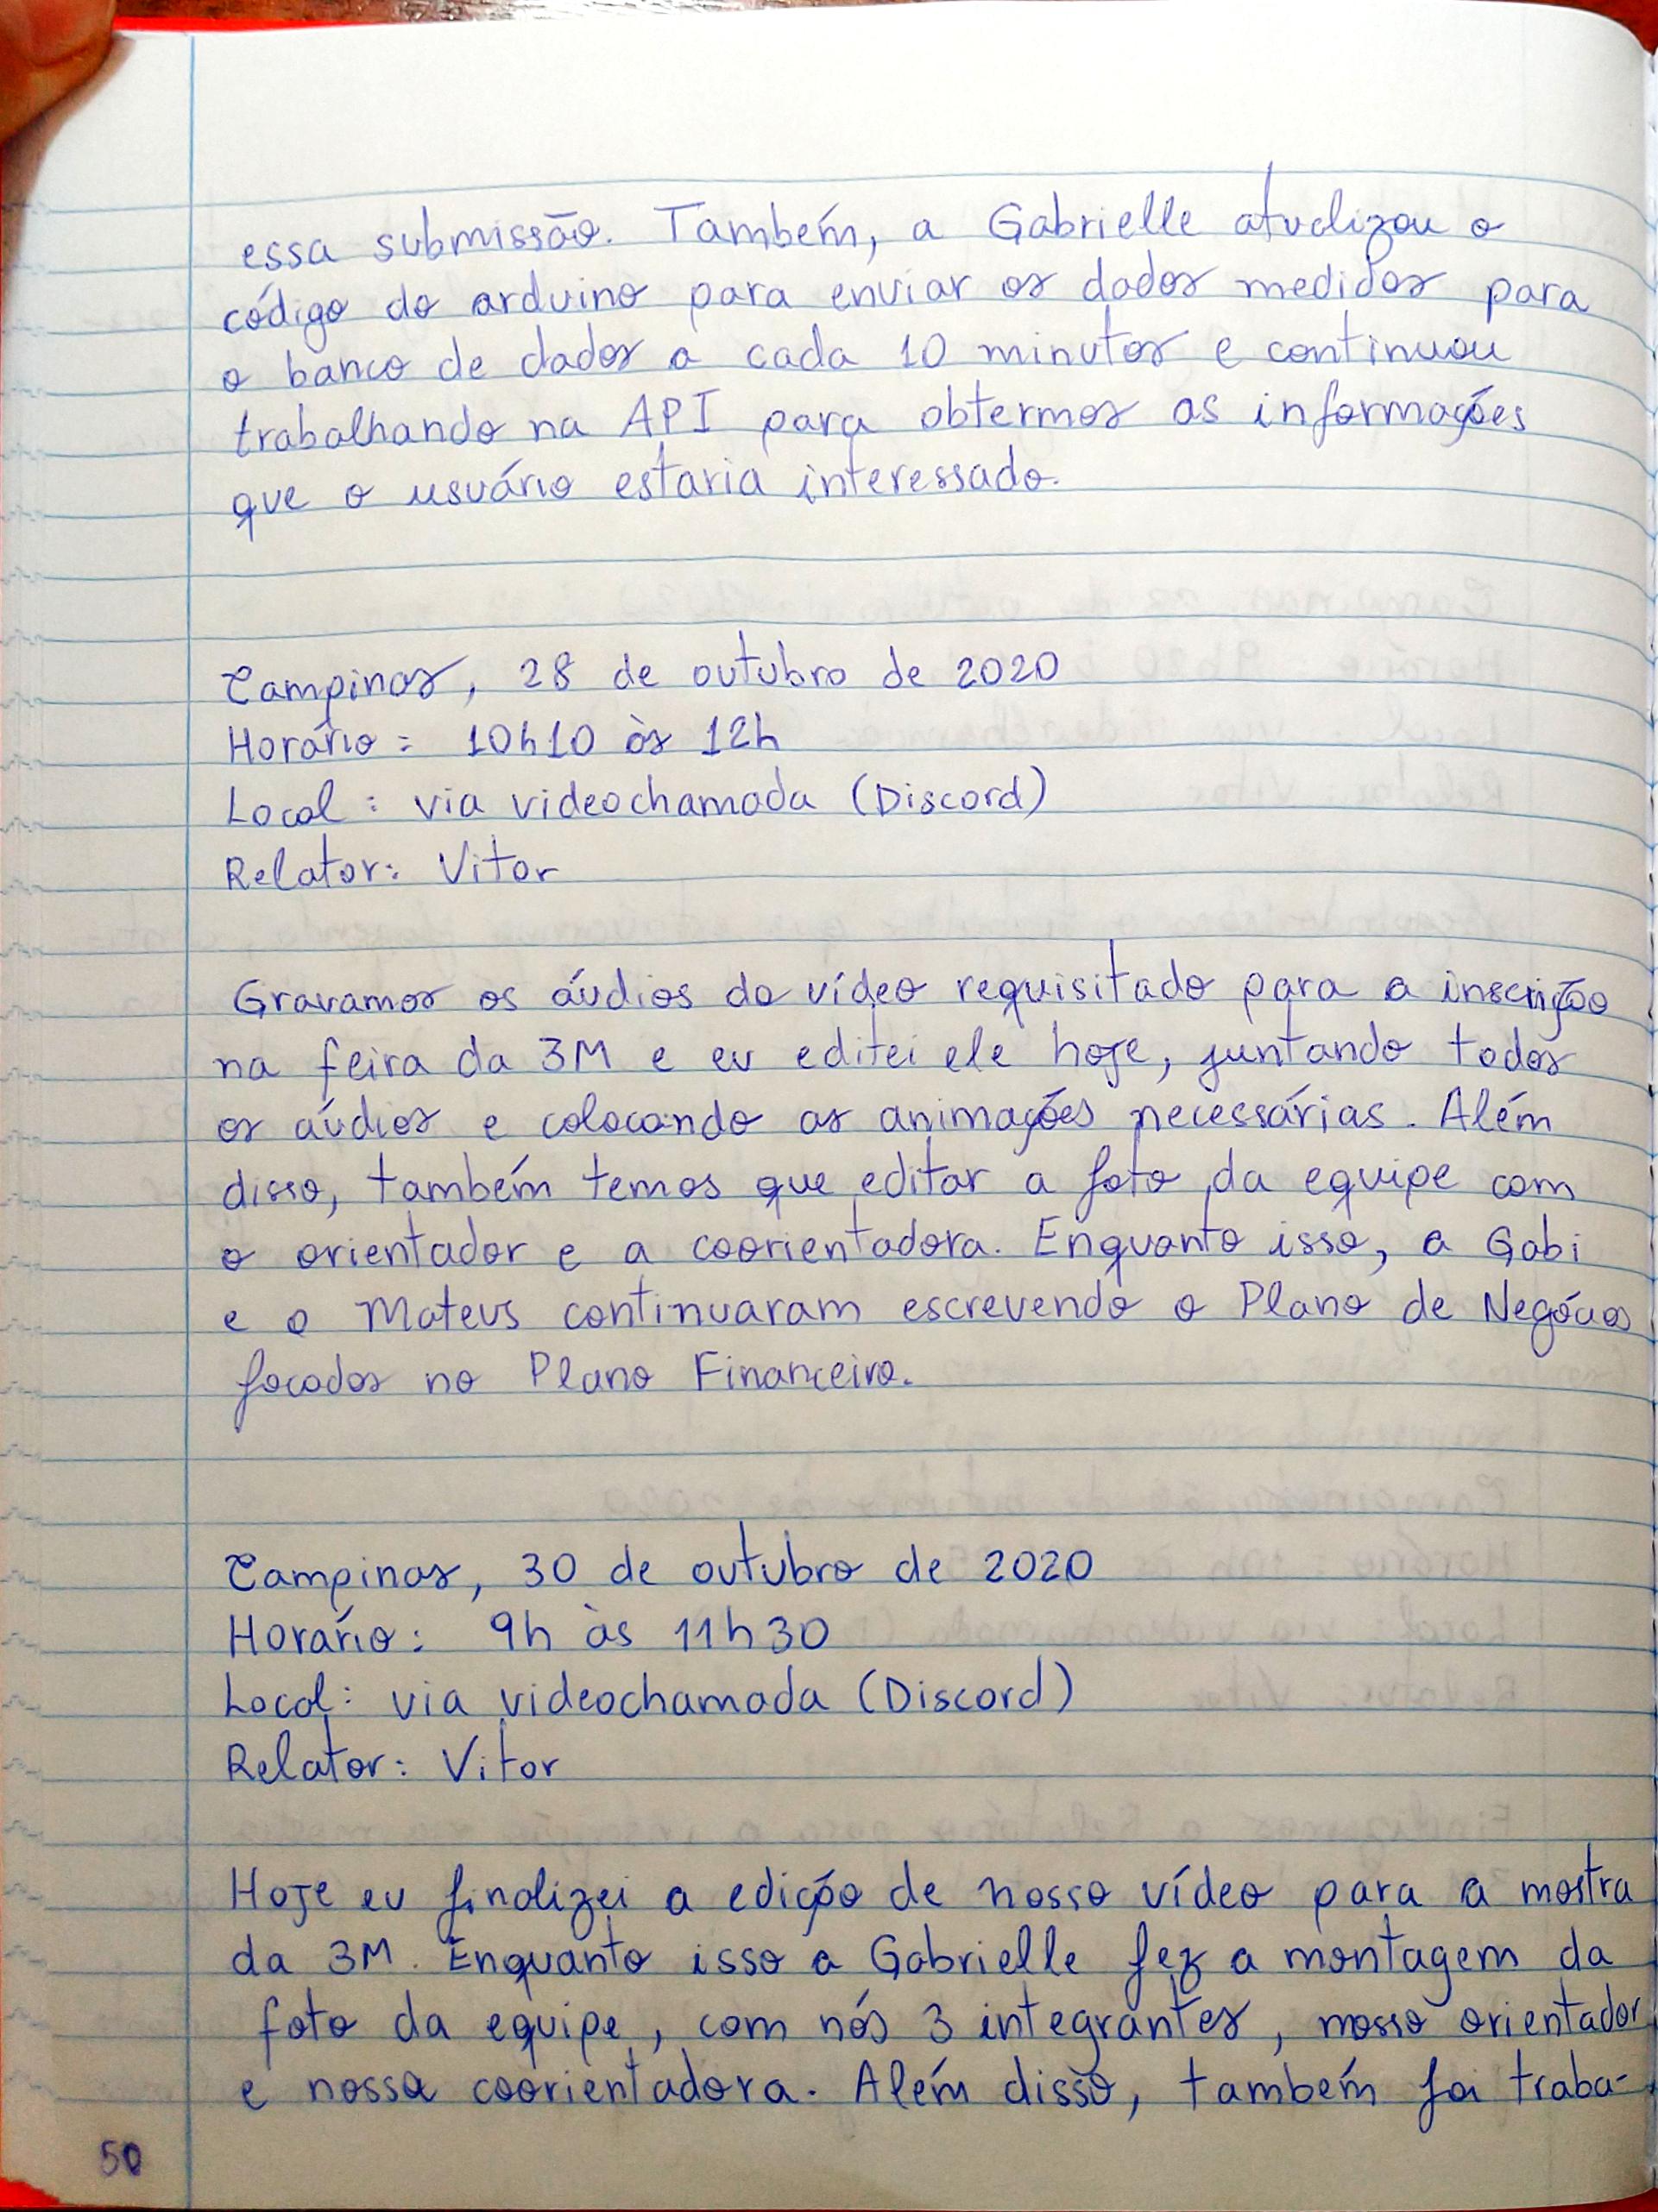 essa submissão. Também, a Gabrielle atualizou o
código do arduino para enviar os dados medidos para
o banco de dados a cada 10 minutos e continuou
trabalhando na API para obtermos as informações
que o usuário estaria interessado.
Campinas, 28 de outubro de 2020
Horário: 10h10 às 12h
Local: via videochamada (Discord)
Relator: Vitor
Gravamos os áudios do vídeo requisitado para a inscrição
na feira da 3M e eu editei ele hoje, juntando todos
os áudios e colocando as animações necessárias. Além
disso, também temos que editar a foto da equipe com
o orientador e a coorientadora. Enquanto isso, a Gabi
e o Mateus continuaram escrevendo o Plano de Negócios
focados no Plano Financeiro.
Campinas, 30 de outubro de 2020
Horário: 9h às 11h30
Local: via videochamada (Discord)
Relator: Vitor
Hoje eu finalizei a edição de nosso vídeo para a mostra
da 3M. Enquanto isso a Gabrielle fez a montagem da
foto da equipe, com nós 3 integrantes, nosso orientador
e nossa coorientadora. Além disso, também foi traba-
50